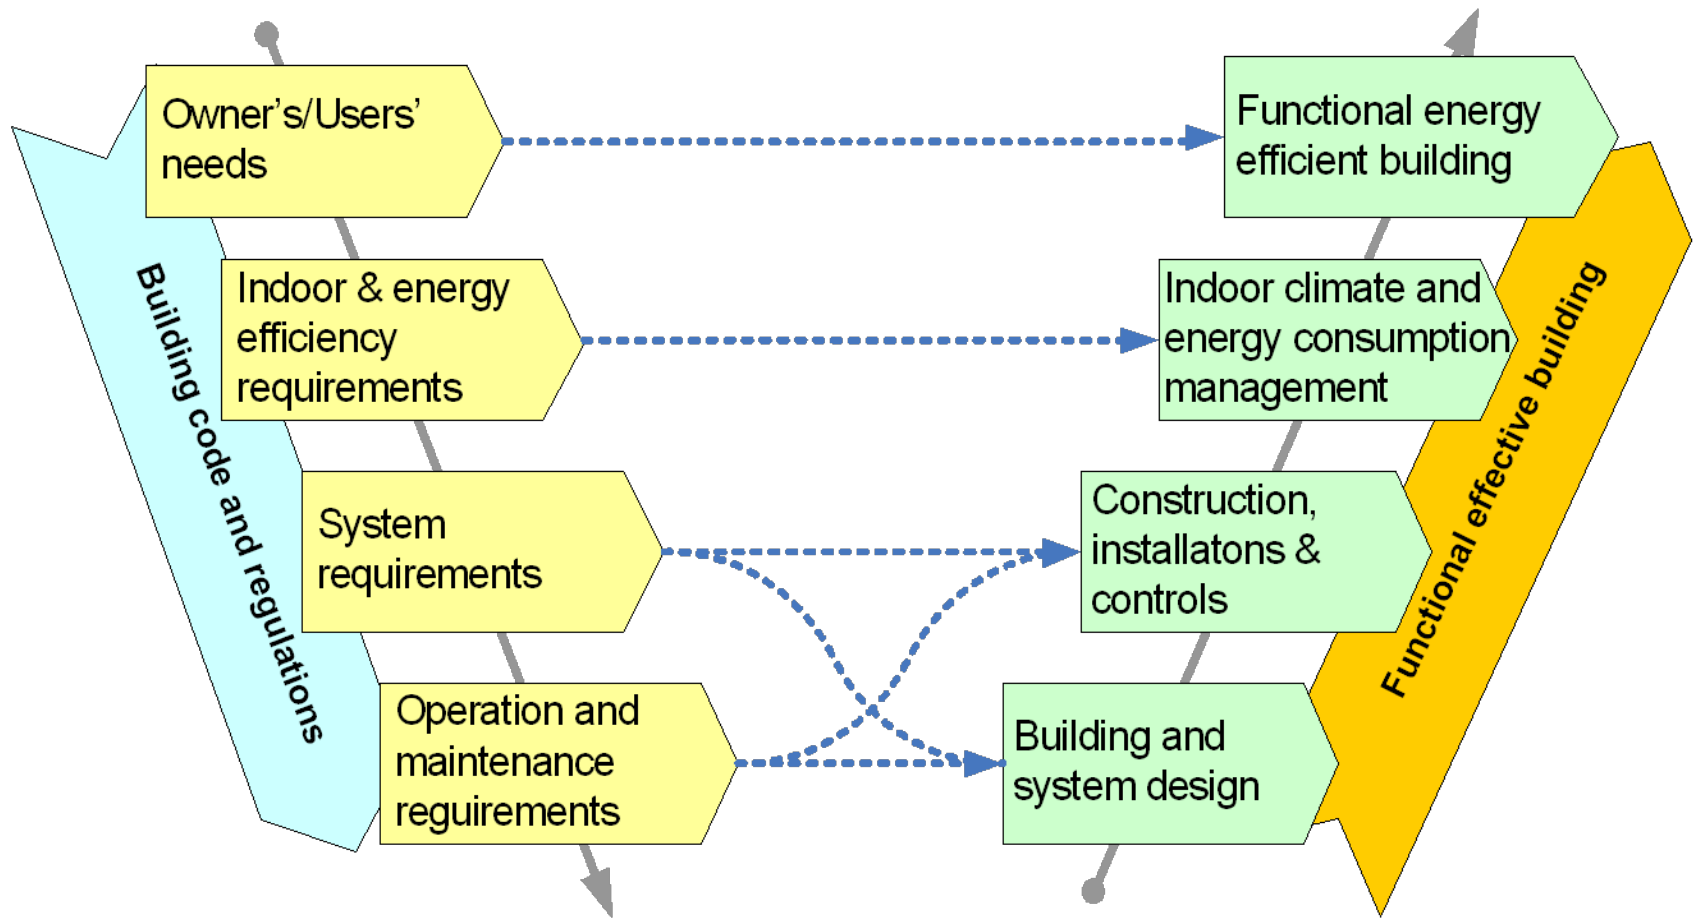 Owner's/Users'
needs
Functional energy
efficient building
Indoor & energy
efficiency
requirements
Indoor climate and
energy consumption
management
System
requirements
Construction,
installatons &
controls
Operation and
maintenance
reguirements
Building and
system design
Building code and regulations
Functional effective building